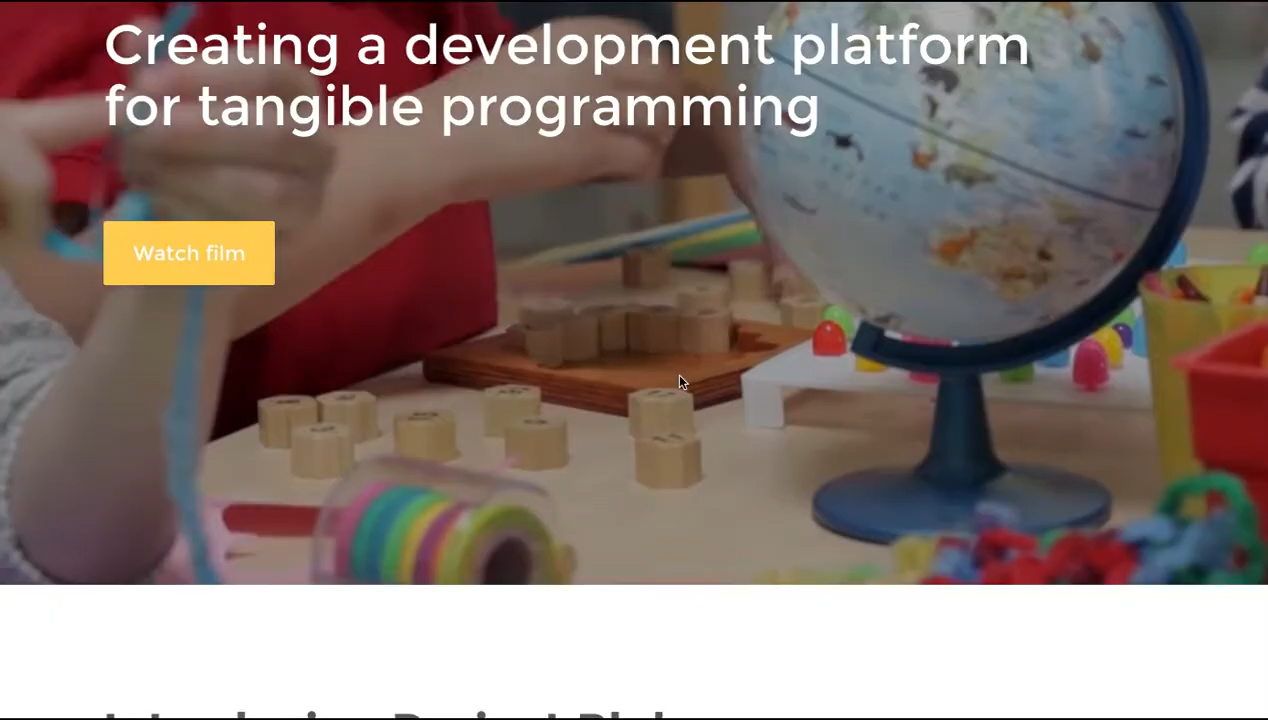 Creating a development platform
for tangible programming
Watch film